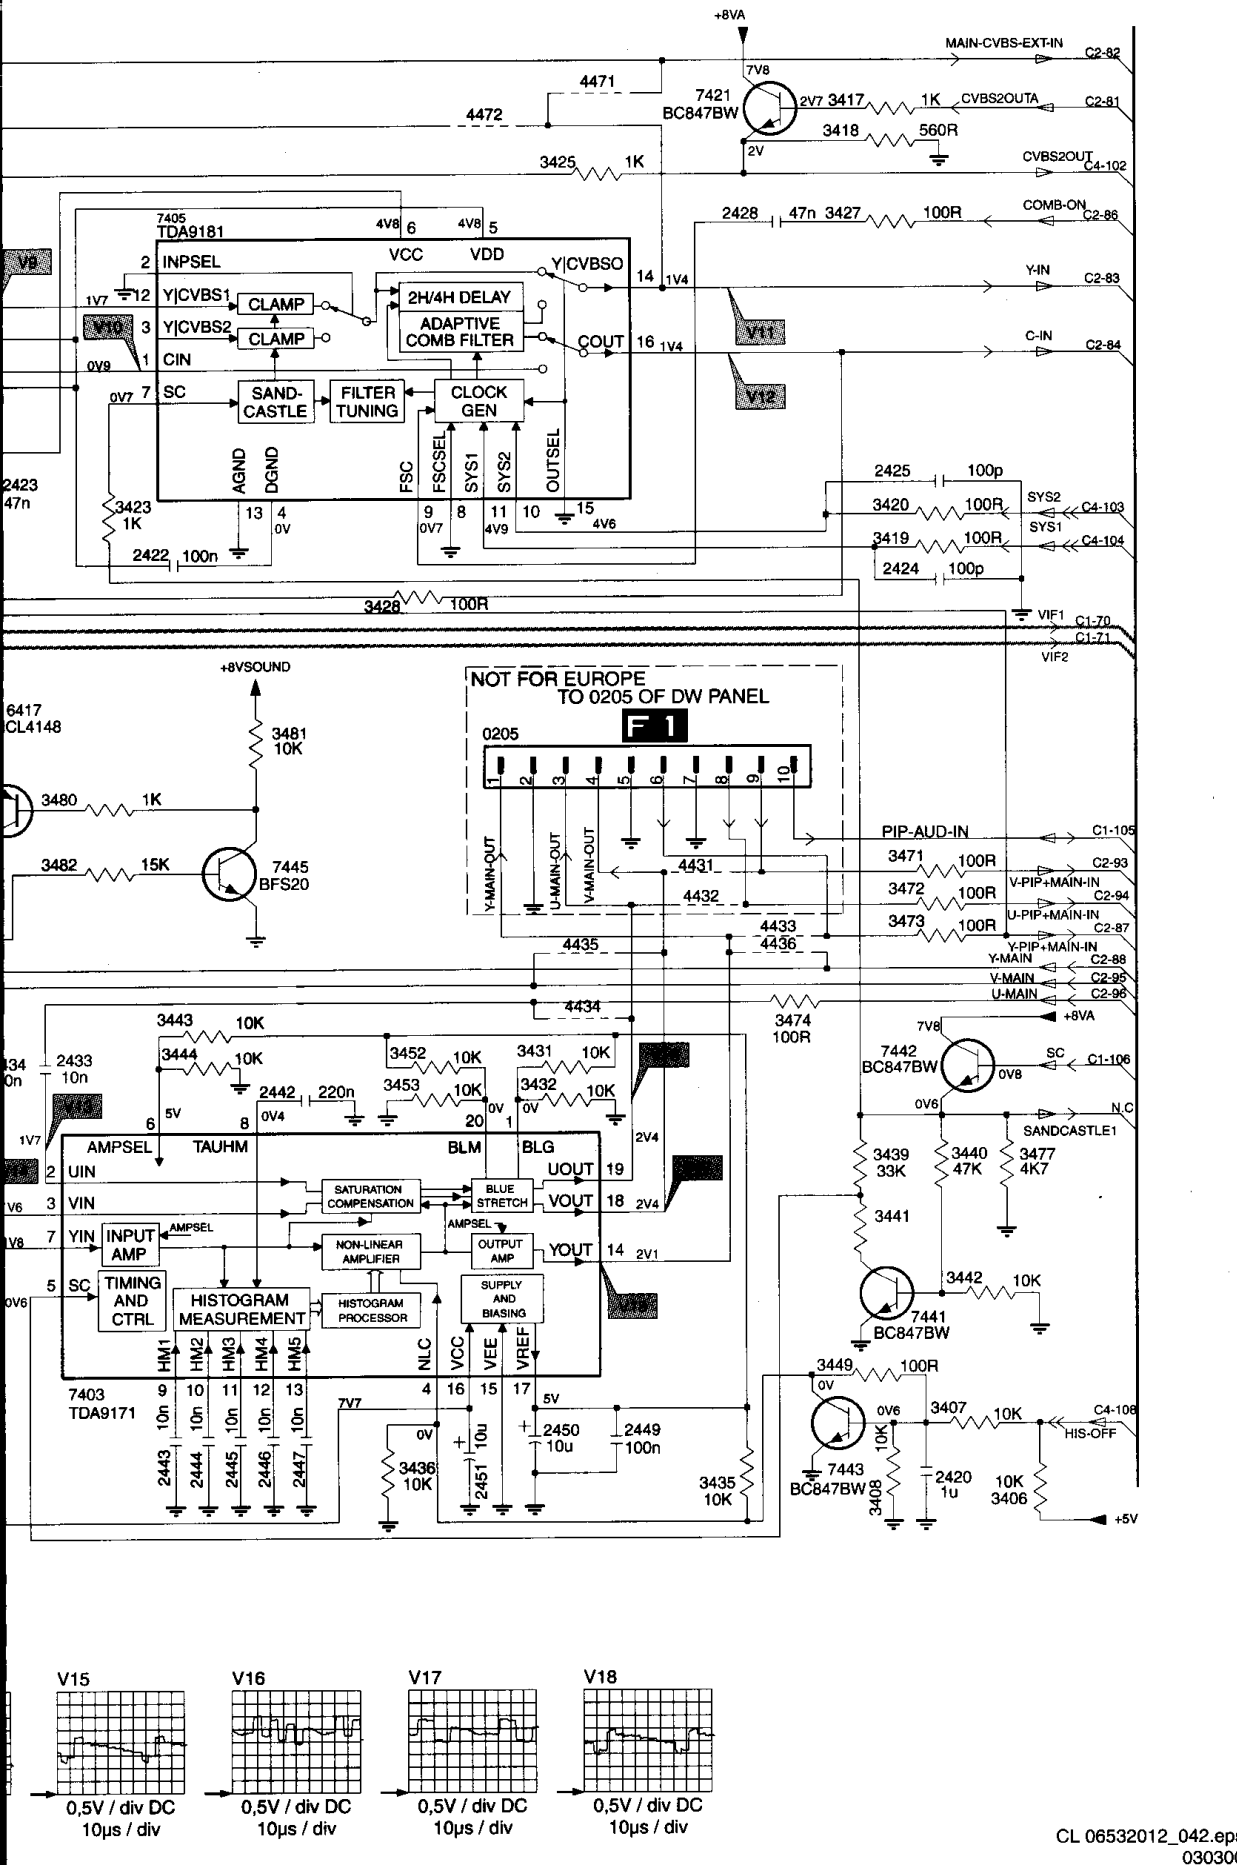 +8VA
MAIN-CVBS-EXT-IN
C2-82
4471
7V8
7421
BC847BW
2V7 3417
1K
CVBS2OUTA
C2-81
4472
3418
560R
2V
3425
1K
CVBS2OUT
C4-102
COMB-ON
2428
47n
3427
100R
C2-86
7405
TDA9181
4V8
6
4V8
5
VCC
VDD
V9
2
INPSEL
Y|CVBSO
14
1V4
Y-IN
C2-83
1V7
12
Y|CVBS1
CLAMP
2H/4H DELAY
V10
3
Y|CVBS2
CLAMP
ADAPTIVE
COMB FILTER
V11
COUT
16
1V4
C-IN
C2-84
0V9
1
CIN
0V7
7
SC
SAND-
CASTLE
FILTER
TUNING
CLOCK
GEN
V12
AGND
DGND
FSC
FSCSEL
SYS1
SYS2
OUTSEL
2423
47n
3423
1K
13
4
0V
9
0V7
8
11
4V9
10
15
4V6
2425
100p
3420
100R
SYS2
C4-103
SYS1
3419
100R
C4-104
2424
100p
2422
100n
3428
100R
VIF1
C1-70
C1-71
VIF2
+8VSOUND
NOT FOR EUROPE
TO 0205 OF DW PANEL
F 1
6417
CL4148
3481
10K
0205
1
2
3
4
5
6
7
8
9
10
3480
1K
3482
15K
7445
BFS20
Y-MAIN-OUT
U-MAIN-OUT
V-MAIN-OUT
PIP-AUD-IN
C1-105
4431
3471
100R
C2-93
V-PIP+MAIN-IN
4432
3472
100R
C2-94
U-PIP+MAIN-IN
4433
3473
100R
C2-87
Y-PIP+MAIN-IN
4435
4436
Y-MAIN
C2-88
V-MAIN
C2-95
U-MAIN
C2-96
4434
3474
100R
+8VA
7V8
7442
BC847BW
SC
C1-106
0V8
0V6
N.C
SANDCASTLE1
3443
10K
3444
10K
434
0n
2433
10n
3452
10K
3431
10K
3453
10K
3432
10K
2442
220n
V13
1V7
6
5V
8
0V4
20
0V
1
0V
2V4
AMPSEL
TAUHM
BLM
BLG
2
UIN
UOUT
19
SATURATION
COMPENSATION
BLUE
STRETCH
V6
3
VIN
VOUT
18
2V4
AMPSEL
AMPSEL
1V8
7
YIN
INPUT
AMP
NON-LINEAR
AMPLIFIER
OUTPUT
AMP
YOUT
14
2V1
0V6
5
SC
TIMING
AND
CTRL
HISTOGRAM
MEASUREMENT
HISTOGRAM
PROCESSOR
SUPPLY
AND
BIASING
HM1
HM2
HM3
HM4
HM5
NLC
VCC
VEE
VREF
3439
33K
3440
47K
3477
4K7
3441
3442
10K
7441
BC847BW
7403
TDA9171
9
10
11
12
13
4
16
15
17
7V7
0V
5V
10n
10n
10n
10n
10n
2443
2444
2445
2446
2447
3436
10K
10u
2451
2450
10u
2449
100n
3435
10K
3449
100R
0V
0V6
3407
10K
C4-108
HIS-OFF
7443
BC847BW
10K
3408
2420
1u
10K
3406
+5V
V15
V16
V17
V18
0,5V / div DC
10µs / div
0,5V / div DC
10µs / div
0,5V / div DC
10µs / div
0,5V / div DC
10µs / div
CL 06532012_042.eps
030300